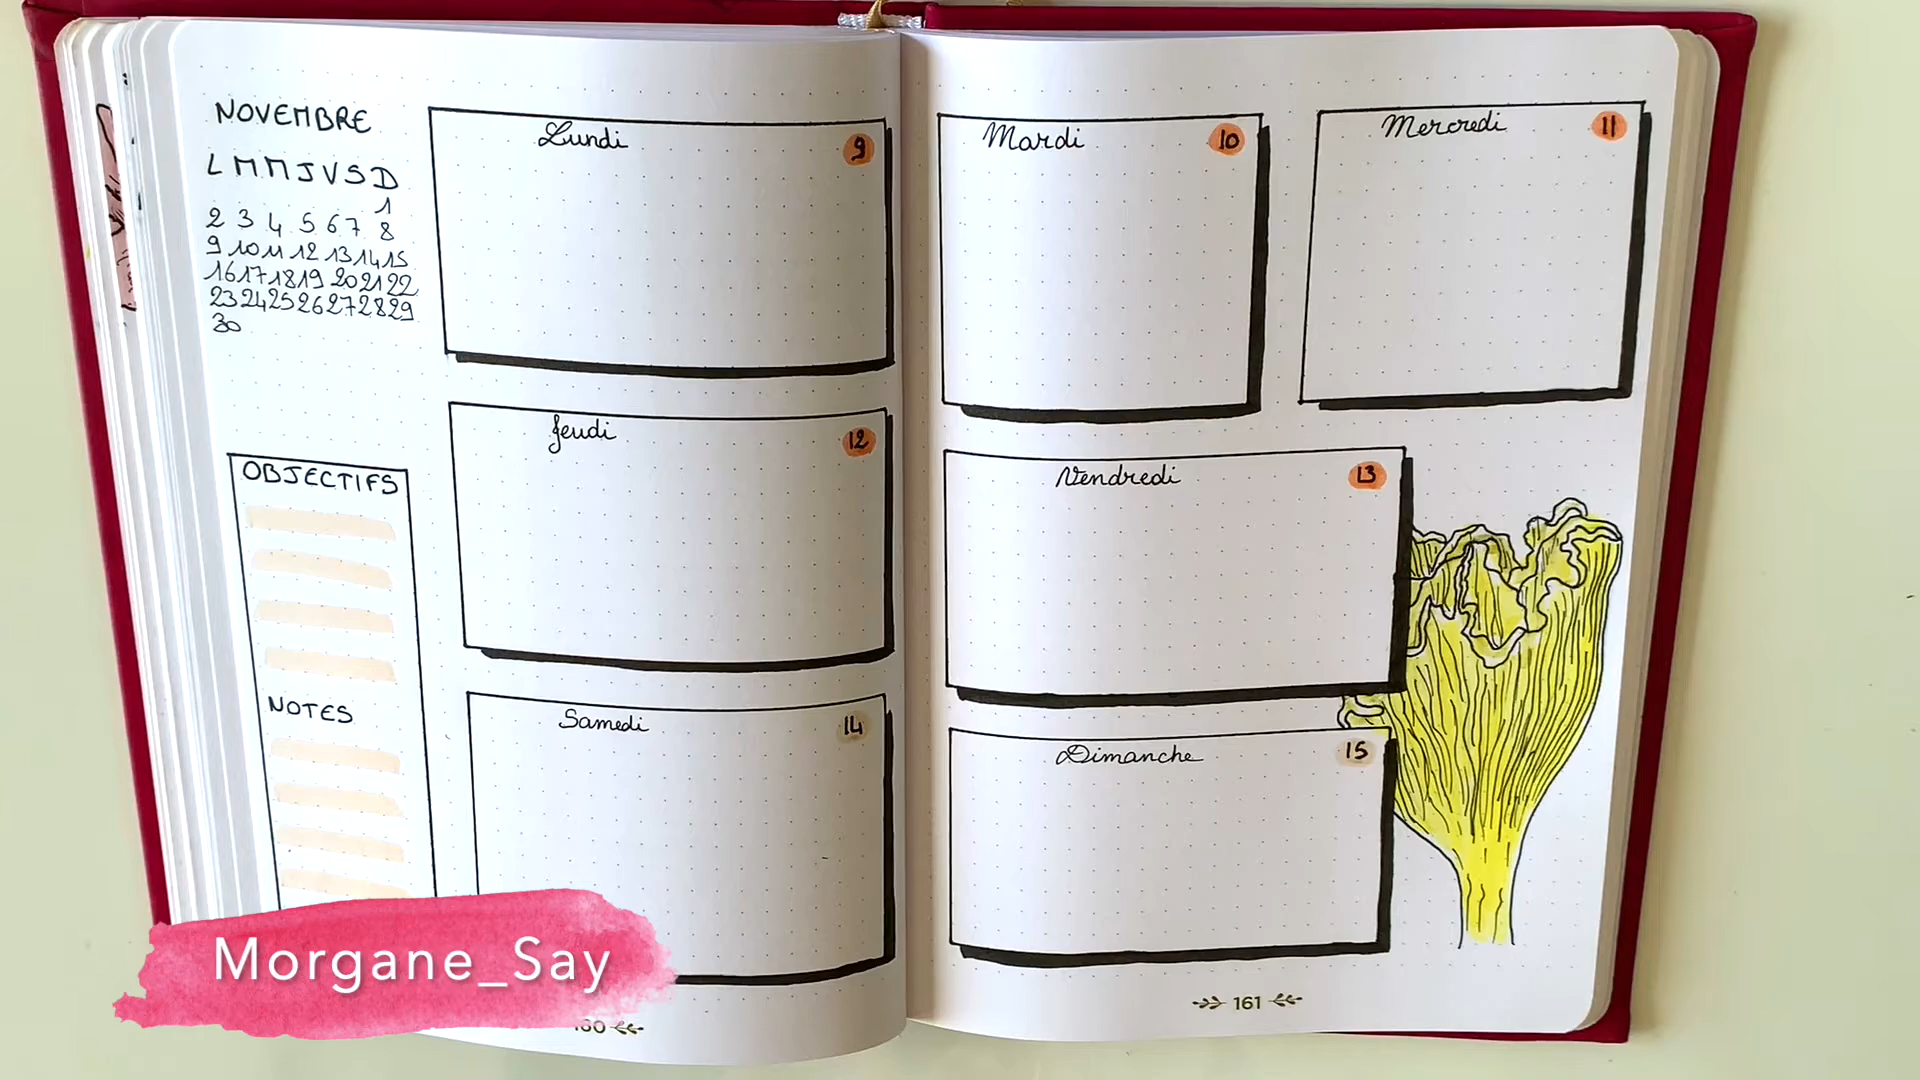 NOVEMBRE
L M M J V S D
1
2 3 4 5 6 7 8
9 10 11 12 13 14 15
16 17 18 19 20 21 22
23 24 25 26 27 28 29
30
OBJECTIFS
NOTES
Lundi 9
Jeudi 12
Samedi 14
Mardi 10
Mercredi 11
Vendredi 13
Dimanche 15
Morgane_Say
161